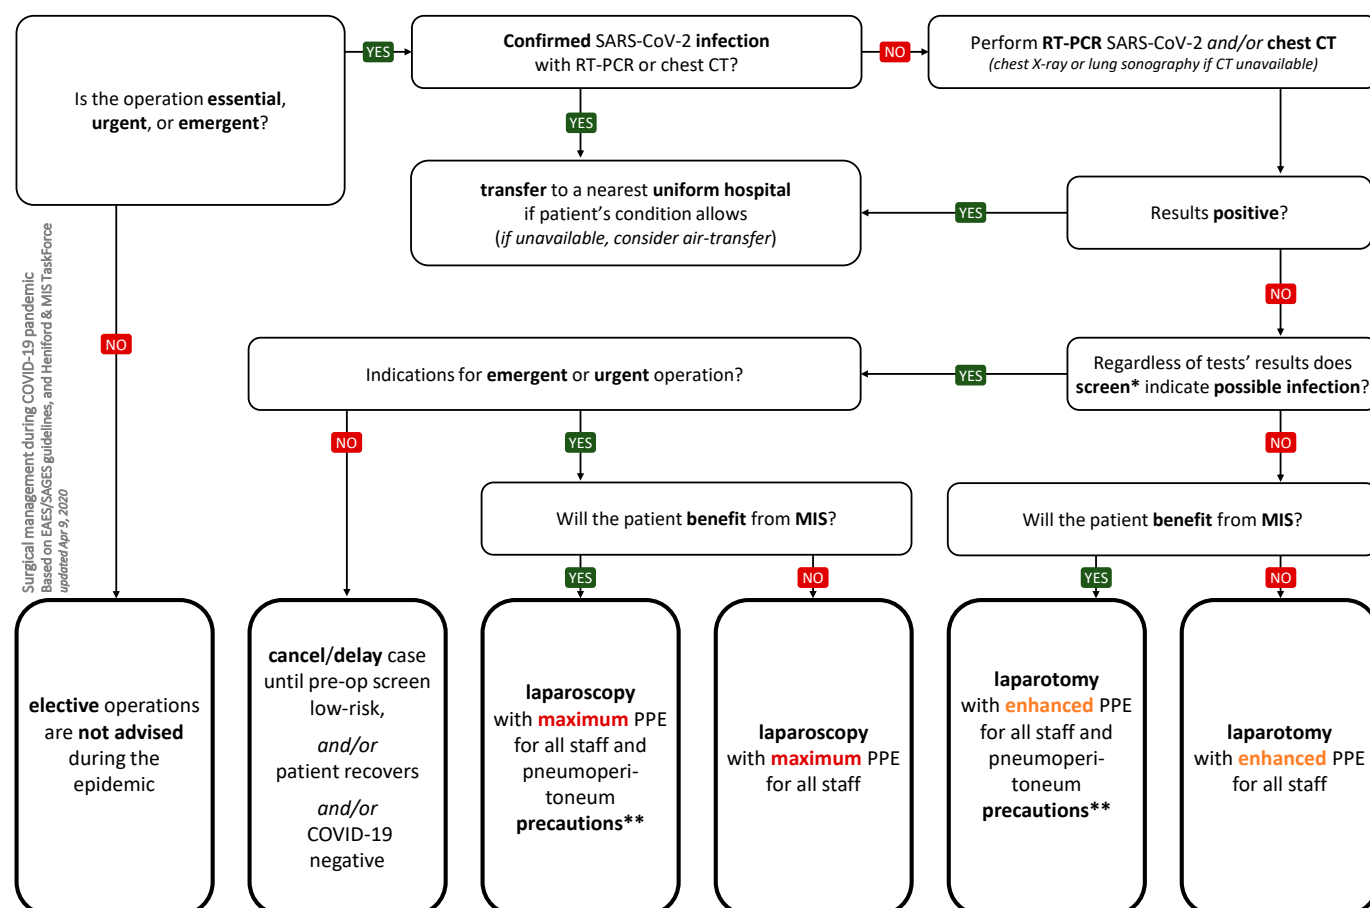 Is the operation essential,
urgent, or emergent?
YES
Confirmed SARS-CoV-2 infection
with RT-PCR or chest CT?
NO
Perform RT-PCR SARS-CoV-2 and/or chest CT
(chest X-ray or lung sonography if CT unavailable)
YES
transfer to a nearest uniform hospital
if patient's condition allows
(if unavailable, consider air-transfer)
YES
Results positive?
NO
NO
Indications for emergent or urgent operation?
YES
Regardless of tests' results does
screen* indicate possible infection?
NO
YES
NO
Will the patient benefit from MIS?
Will the patient benefit from MIS?
YES
NO
YES
NO
Surgical management during COVID-19 pandemic
Based on EAES/SAGES guidelines, and Heniford & MIS TaskForce
updated Apr 9, 2020
elective operations
are not advised
during the
epidemic
cancel/delay case
until pre-op screen
low-risk,
and/or
patient recovers
and/or
COVID-19
negative
laparoscopy
with maximum PPE
for all staff and
pneumoperi-
toneum
precautions**
laparoscopy
with maximum PPE
for all staff
laparotomy
with enhanced PPE
for all staff and
pneumoperi-
toneum
precautions**
laparotomy
with enhanced PPE
for all staff